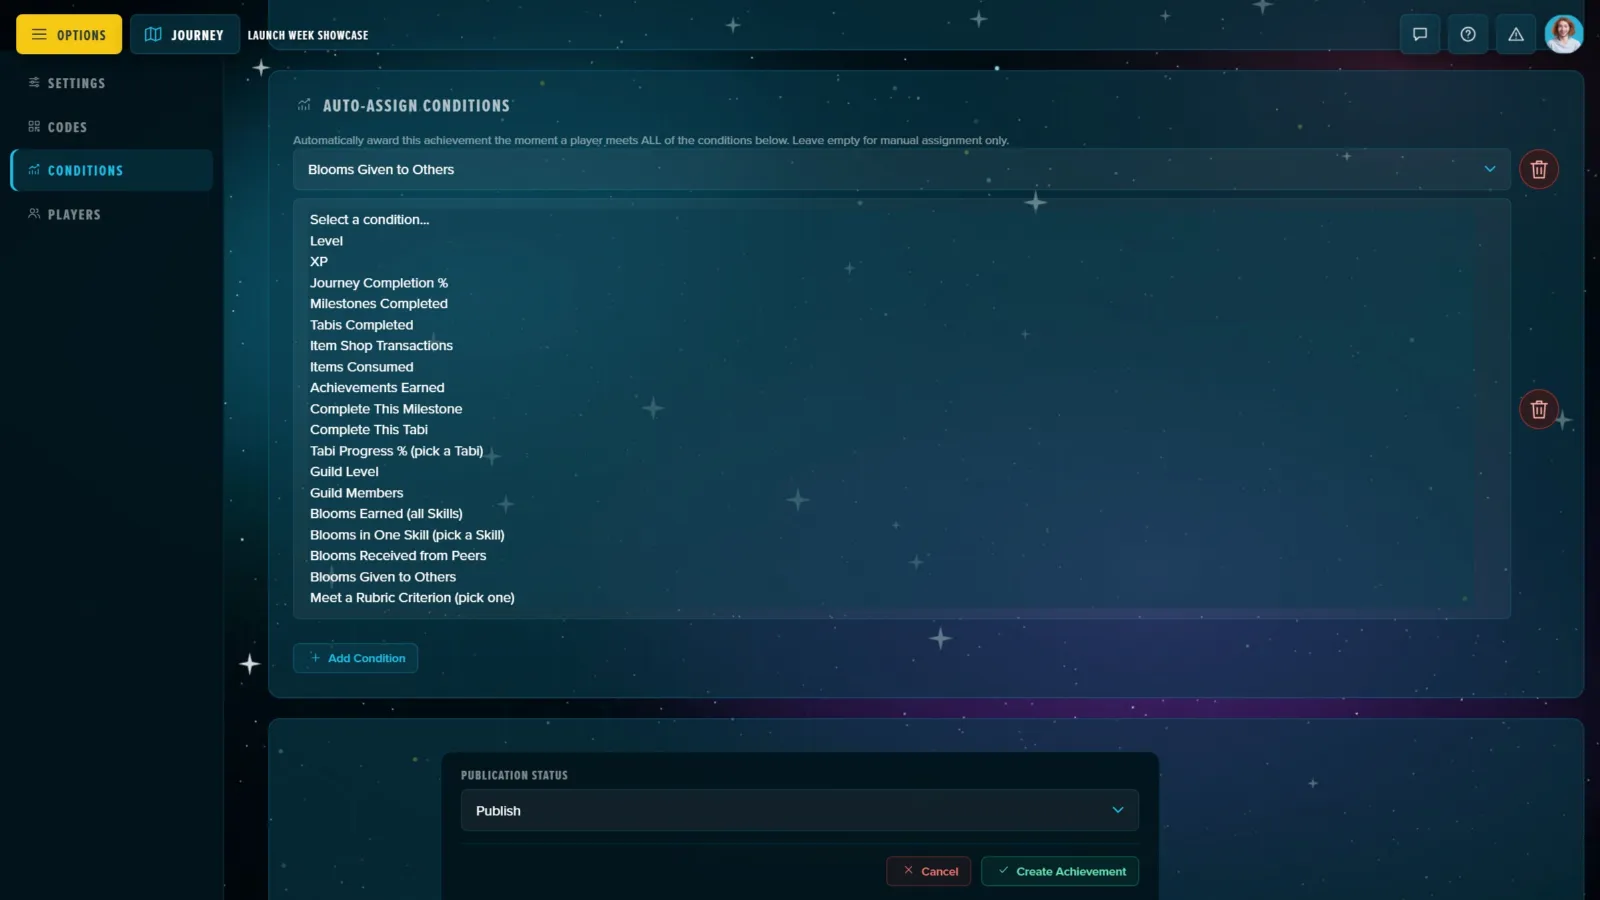 OPTIONS
JOURNEY
LAUNCH WEEK SHOWCASE
SETTINGS
CODES
CONDITIONS
PLAYERS
AUTO-ASSIGN CONDITIONS
Automatically award this achievement the moment a player meets ALL of the conditions below. Leave empty for manual assignment only.
Blooms Given to Others
Select a condition...
Level
XP
Journey Completion %
Milestones Completed
Tabis Completed
Item Shop Transactions
Items Consumed
Achievements Earned
Complete This Milestone
Complete This Tabi
Tabi Progress % (pick a Tabi)
Guild Level
Guild Members
Blooms Earned (all Skills)
Blooms in One Skill (pick a Skill)
Blooms Received from Peers
Blooms Given to Others
Meet a Rubric Criterion (pick one)
Add Condition
PUBLICATION STATUS
Publish
Cancel
Create Achievement